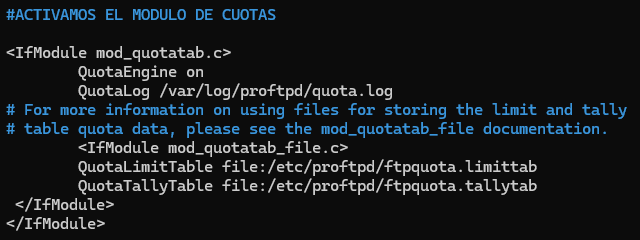 #ACTIVAMOS EL MODULO DE CUOTAS
<IfModule mod_quotatab.c>
QuotaEngine on
QuotaLog /var/log/proftpd/quota.log
# For more information on using files for storing the limit and tally
# table quota data, please see the mod_quotatab_file documentation.
<IfModule mod_quotatab_file.c>
QuotaLimitTable file:/etc/proftpd/ftpquota.limittab
QuotaTallyTable file:/etc/proftpd/ftpquota.tallytab
</IfModule>
</IfModule>